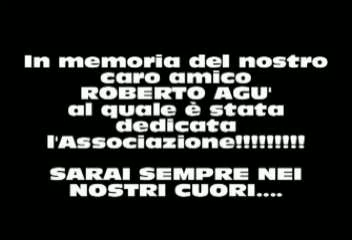 In memoria del nostro
caro amico
ROBERTO AGU'
al quale è stata
dedicata
l'Associazione!!!!!!!!!
SARAI SEMPRE NEI
NOSTRI CUORI....